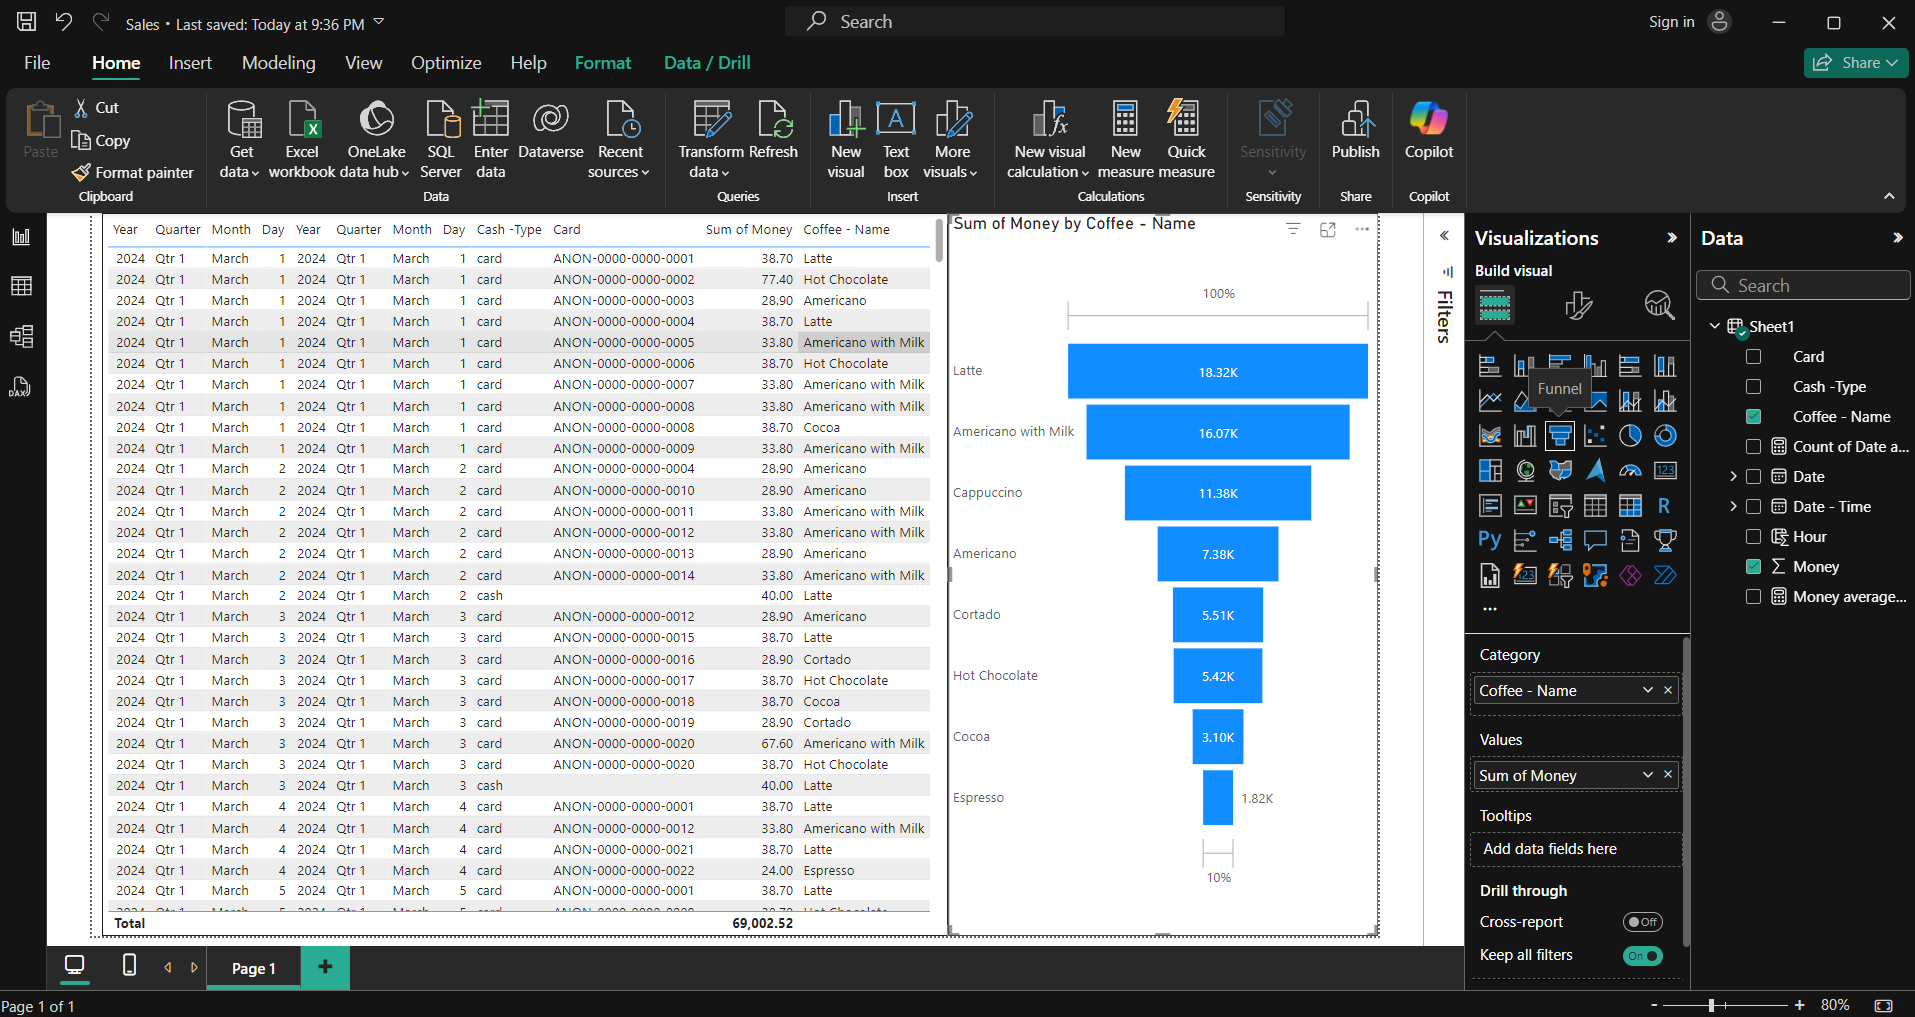 Sales • Last saved: Today at 9:36 PM
Search
Sign in
File Home Insert Modeling View Optimize Help Format Data / Drill
Share
Paste
Cut
Copy
Format painter
Clipboard
Get data
Excel workbook
OneLake data hub
SQL Server
Enter data
Dataverse
Recent sources
Data
Transform data
Refresh
Queries
New visual
Text box
More visuals
Insert
New visual calculation
New measure
Quick measure
Calculations
Sensitivity
Sensitivity
Publish
Share
Copilot
Copilot
Year Quarter Month Day Year Quarter Month Day Cash -Type Card Sum of Money Coffee - Name
2024 Qtr 1 March 1 2024 Qtr 1 March 1 card ANON-0000-0000-0001 38.70 Latte
2024 Qtr 1 March 1 2024 Qtr 1 March 1 card ANON-0000-0000-0002 77.40 Hot Chocolate
2024 Qtr 1 March 1 2024 Qtr 1 March 1 card ANON-0000-0000-0003 28.90 Americano
2024 Qtr 1 March 1 2024 Qtr 1 March 1 card ANON-0000-0000-0004 38.70 Latte
2024 Qtr 1 March 1 2024 Qtr 1 March 1 card ANON-0000-0000-0005 33.80 Americano with Milk
2024 Qtr 1 March 1 2024 Qtr 1 March 1 card ANON-0000-0000-0006 38.70 Hot Chocolate
2024 Qtr 1 March 1 2024 Qtr 1 March 1 card ANON-0000-0000-0007 33.80 Americano with Milk
2024 Qtr 1 March 1 2024 Qtr 1 March 1 card ANON-0000-0000-0008 33.80 Americano with Milk
2024 Qtr 1 March 1 2024 Qtr 1 March 1 card ANON-0000-0000-0008 38.70 Cocoa
2024 Qtr 1 March 1 2024 Qtr 1 March 1 card ANON-0000-0000-0009 33.80 Americano with Milk
2024 Qtr 1 March 2 2024 Qtr 1 March 2 card ANON-0000-0000-0004 28.90 Americano
2024 Qtr 1 March 2 2024 Qtr 1 March 2 card ANON-0000-0000-0010 28.90 Americano
2024 Qtr 1 March 2 2024 Qtr 1 March 2 card ANON-0000-0000-0011 33.80 Americano with Milk
2024 Qtr 1 March 2 2024 Qtr 1 March 2 card ANON-0000-0000-0012 33.80 Americano with Milk
2024 Qtr 1 March 2 2024 Qtr 1 March 2 card ANON-0000-0000-0013 28.90 Americano
2024 Qtr 1 March 2 2024 Qtr 1 March 2 card ANON-0000-0000-0014 33.80 Americano with Milk
2024 Qtr 1 March 2 2024 Qtr 1 March 2 cash 40.00 Latte
2024 Qtr 1 March 3 2024 Qtr 1 March 3 card ANON-0000-0000-0012 28.90 Americano
2024 Qtr 1 March 3 2024 Qtr 1 March 3 card ANON-0000-0000-0015 38.70 Latte
2024 Qtr 1 March 3 2024 Qtr 1 March 3 card ANON-0000-0000-0016 28.90 Cortado
2024 Qtr 1 March 3 2024 Qtr 1 March 3 card ANON-0000-0000-0017 38.70 Hot Chocolate
2024 Qtr 1 March 3 2024 Qtr 1 March 3 card ANON-0000-0000-0018 38.70 Cocoa
2024 Qtr 1 March 3 2024 Qtr 1 March 3 card ANON-0000-0000-0019 28.90 Cortado
2024 Qtr 1 March 3 2024 Qtr 1 March 3 card ANON-0000-0000-0020 67.60 Americano with Milk
2024 Qtr 1 March 3 2024 Qtr 1 March 3 card ANON-0000-0000-0020 38.70 Hot Chocolate
2024 Qtr 1 March 3 2024 Qtr 1 March 3 cash 40.00 Latte
2024 Qtr 1 March 4 2024 Qtr 1 March 4 card ANON-0000-0000-0001 38.70 Latte
2024 Qtr 1 March 4 2024 Qtr 1 March 4 card ANON-0000-0000-0012 33.80 Americano with Milk
2024 Qtr 1 March 4 2024 Qtr 1 March 4 card ANON-0000-0000-0021 38.70 Latte
2024 Qtr 1 March 4 2024 Qtr 1 March 4 card ANON-0000-0000-0022 24.00 Espresso
2024 Qtr 1 March 5 2024 Qtr 1 March 5 card ANON-0000-0000-0001 38.70 Latte
Total 69,002.52
Sum of Money by Coffee - Name
100%
Latte 18.32K
Americano with Milk 16.07K
Cappuccino 11.38K
Americano 7.38K
Cortado 5.51K
Hot Chocolate 5.42K
Cocoa 3.10K
Espresso 1.82K
10%
Filters
Visualizations
Build visual
Funnel
123
R
Py
123
Category
Coffee - Name
Values
Sum of Money
Tooltips
Add data fields here
Drill through
Cross-report Off
Keep all filters On
Data
Search
Sheet1
Card
Cash -Type
Coffee - Name
Count of Date a...
Date
Date - Time
Hour
Money
Money average...
DAX
Page 1
Page 1 of 1
80%